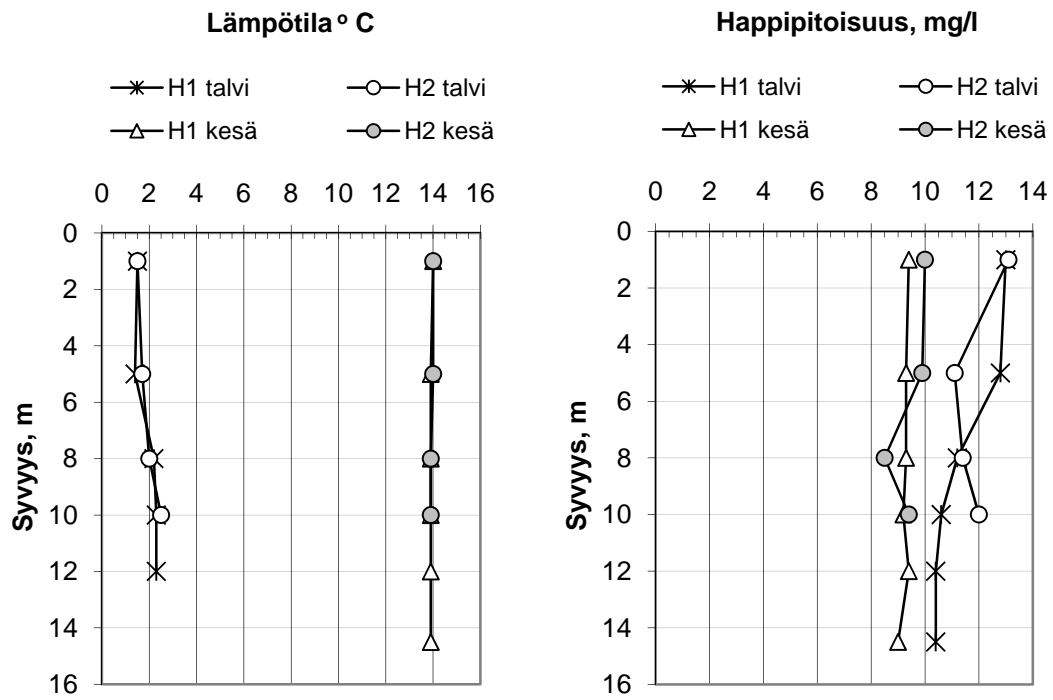 Lämpötila º C
H1 talvi H2 talvi
H1 kesä H2 kesä
0 2 4 6 8 10 12 14 16
0
2
4
6
8
10
12
14
16
Syvyys, m
Happipitoisuus, mg/l
H1 talvi H2 talvi
H1 kesä H2 kesä
0 2 4 6 8 10 12 14
0
2
4
6
8
10
12
14
16
Syvyys, m